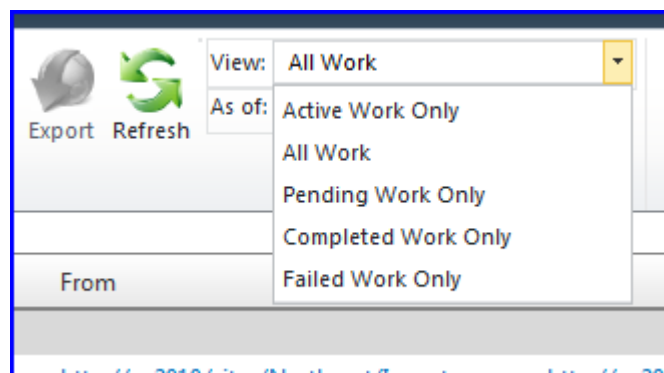 View: All Work
As of:
Export Refresh
Active Work Only
All Work
Pending Work Only
Completed Work Only
Failed Work Only
From